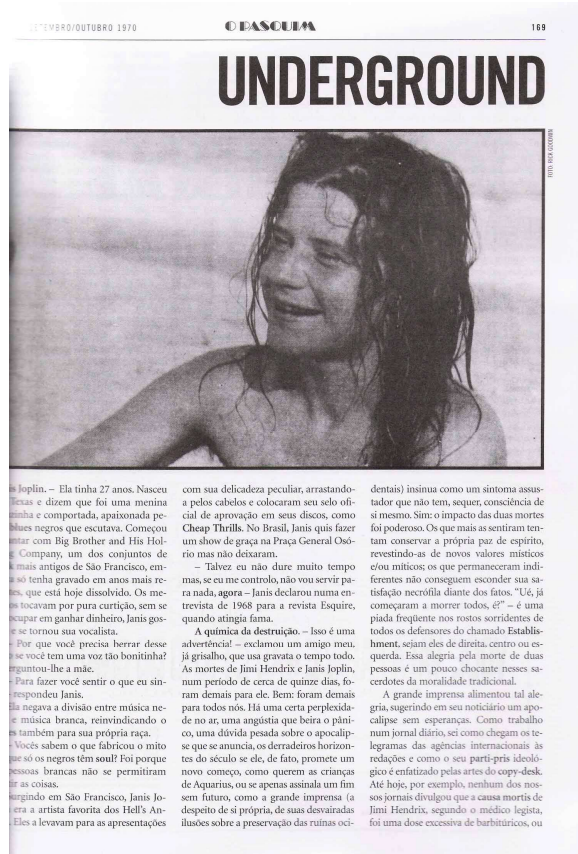 SETEMBRO/OUTUBRO 1970
O PASQUIM
169
UNDERGROUND
FOTO: RICK GOODWIN
is Joplin. – Ela tinha 27 anos. Nasceu
Texas e dizem que foi uma menina
e comportada, apaixonada pe-
blues negros que escutava. Começou
com Big Brother and His Hol-
Company, um dos conjuntos de
mais antigos de São Francisco, em-
só tenha gravado em anos mais re-
que está hoje dissolvido. Os me-
tocavam por pura curtição, sem se
em ganhar dinheiro, Janis gos-
se tornou sua vocalista.
– Por que você precisa berrar desse
se você tem uma voz tão bonitinha?
a mãe.
– Para fazer você sentir o que eu sin-
respondeu Janis.
Ela negava a divisão entre música ne-
e música branca, reinvindicando o
também para sua própria raça.
– Vocês sabem o que fabricou o mito
que só os negros têm soul? Foi porque
pessoas brancas não se permitiram
as coisas.
em São Francisco, Janis Jo-
era a artista favorita dos Hell's An-
Eles a levavam para as apresentações
com sua delicadeza peculiar, arrastando-
a pelos cabelos e colocaram seu selo ofi-
cial de aprovação em seus discos, como
Cheap Thrills. No Brasil, Janis quis fazer
um show de graça na Praça General Osó-
rio mas não deixaram.
– Talvez eu não dure muito tempo
mas, se eu me controlo, não vou servir pa-
ra nada, agora – Janis declarou numa en-
trevista de 1968 para a revista Esquire,
quando atingia fama.
A química da destruição. – Isso é uma
advertência! – exclamou um amigo meu,
já grisalho, que usa gravata o tempo todo.
As mortes de Jimi Hendrix e Janis Joplin,
num período de cerca de quinze dias, fo-
ram demais para ele. Bem: foram demais
para todos nós. Há uma certa perplexida-
de no ar, uma angústia que beira o pâni-
co, uma dúvida pesada sobre o apocalip-
se que se anuncia, os derradeiros horizon-
tes do século se ele, de fato, promete um
novo começo, como querem as crianças
de Aquarius, ou se apenas assinala um fim
sem futuro, como a grande imprensa (a
despeito de si própria, de suas desvairadas
ilusões sobre a preservação das ruínas oci-
dentais) insinua como um sintoma assus-
tador que não tem, sequer, consciência de
si mesmo. Sim: o impacto das duas mortes
foi poderoso. Os que mais as sentiram ten-
tam conservar a própria paz de espírito,
revestindo-as de novos valores místicos
e/ou míticos; os que permaneceram indi-
ferentes não conseguem esconder sua sa-
tisfação necrófila diante dos fatos. "Ué, já
começaram a morrer todos, é?" – é uma
piada freqüente nos rostos sorridentes de
todos os defensores do chamado Establis-
hment, sejam eles de direita, centro ou es-
querda. Essa alegria pela morte de duas
pessoas é um pouco chocante nesses sa-
cerdotes da moralidade tradicional.
A grande imprensa alimentou tal ale-
gria, sugerindo em seu noticiário um apo-
calipse sem esperanças. Como trabalho
num jornal diário, sei como chegam os te-
legramas das agências internacionais às
redações e como o seu parti-pris ideoló-
gico é enfatizado pelas artes do copy-desk.
Até hoje, por exemplo, nenhum dos nos-
sos jornais divulgou que a causa mortis de
Jimi Hendrix, segundo o médico legista,
foi uma dose excessiva de barbitúricos, ou